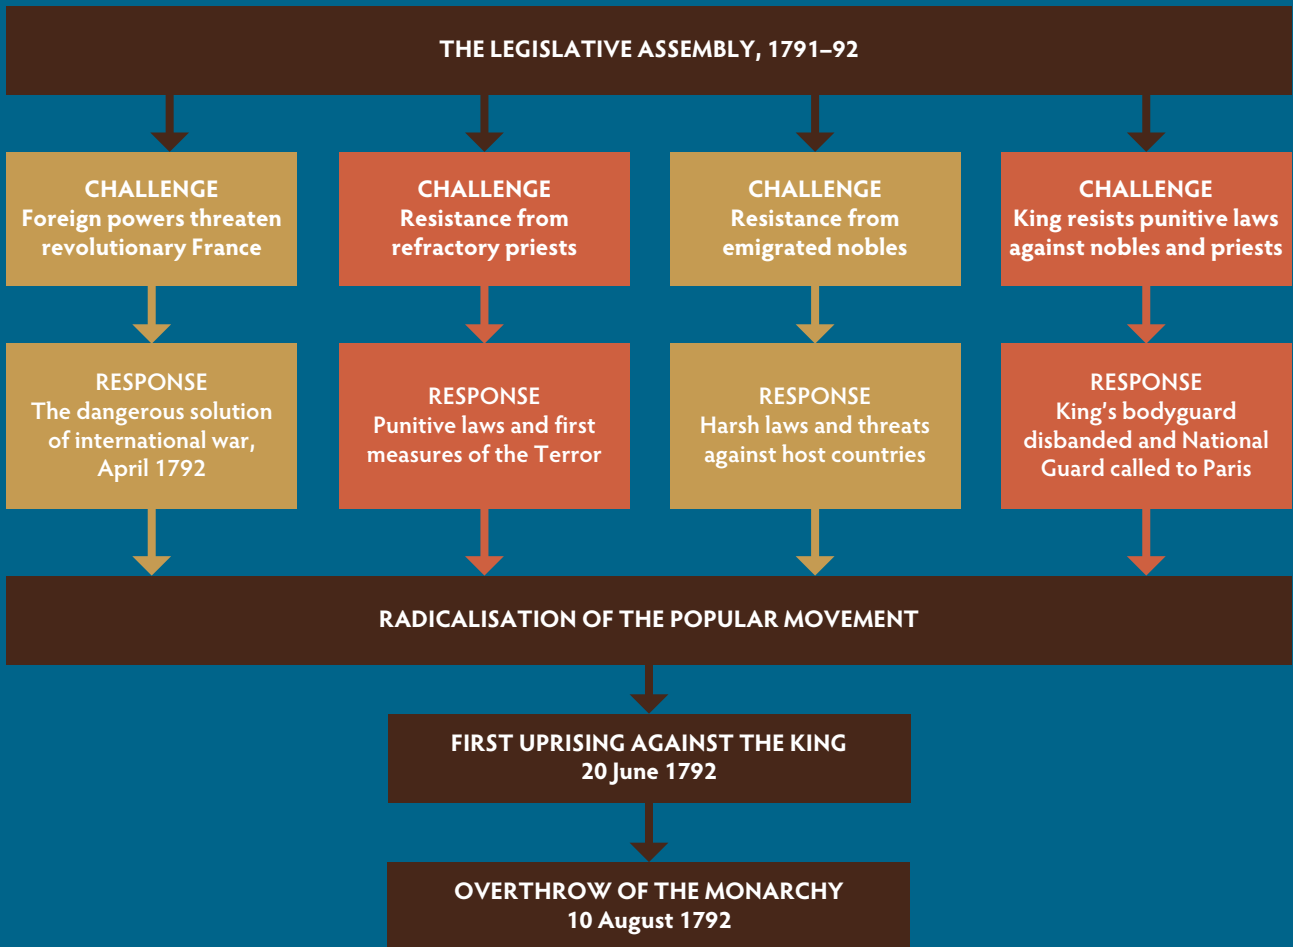 THE LEGISLATIVE ASSEMBLY, 1791–92
CHALLENGE
Foreign powers threaten
revolutionary France
CHALLENGE
Resistance from
refractory priests
CHALLENGE
Resistance from
emigrated nobles
CHALLENGE
King resists punitive laws
against nobles and priests
RESPONSE
The dangerous solution
of international war,
April 1792
RESPONSE
Punitive laws and first
measures of the Terror
RESPONSE
Harsh laws and threats
against host countries
RESPONSE
King’s bodyguard
disbanded and National
Guard called to Paris
RADICALISATION OF THE POPULAR MOVEMENT
FIRST UPRISING AGAINST THE KING
20 June 1792
OVERTHROW OF THE MONARCHY
10 August 1792